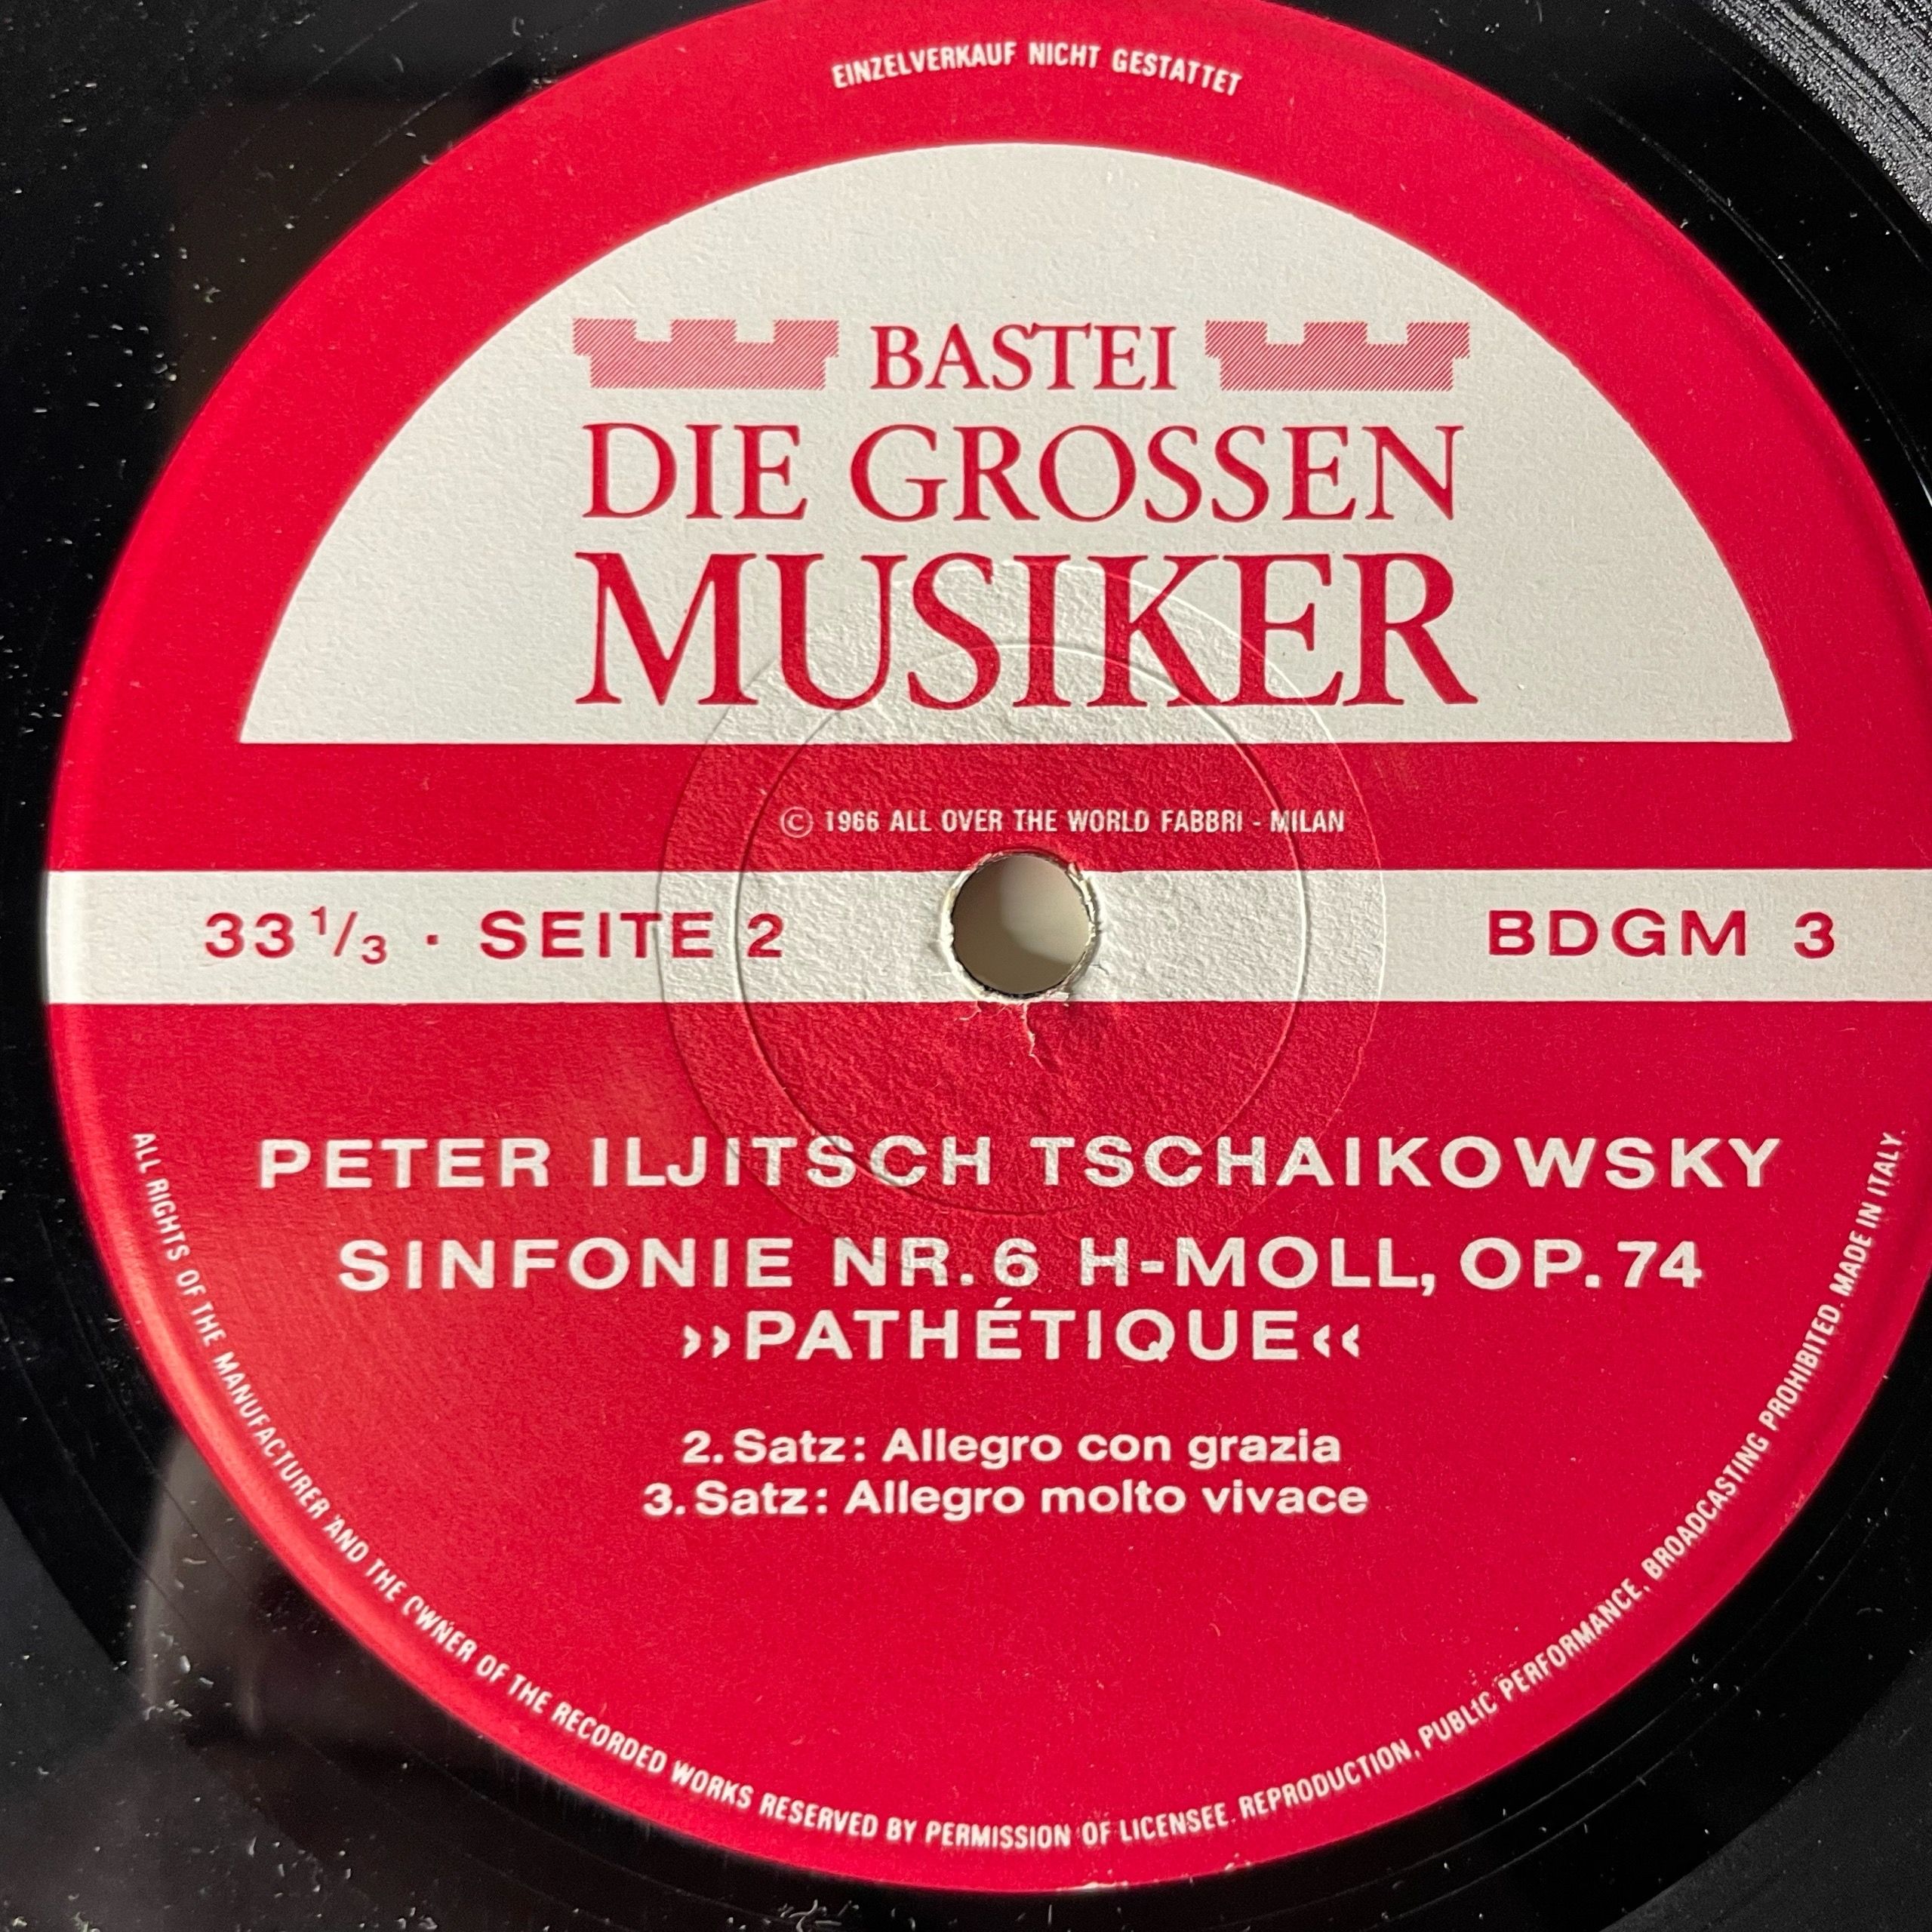 EINZELVERKAUF NICHT GESTATTET
BASTEI
DIE GROSSEN
MUSIKER
© 1966 ALL OVER THE WORLD FABBRI - MILAN
33 1/3 · SEITE 2
BDGM 3
PETER ILJITSCH TSCHAIKOWSKY
SINFONIE NR. 6 H-MOLL, OP. 74
››PATHÉTIQUE‹‹
2. Satz: Allegro con grazia
3. Satz: Allegro molto vivace
ALL RIGHTS OF THE MANUFACTURER AND THE OWNER OF THE RECORDED WORKS RESERVED BY PERMISSION OF LICENSEE. REPRODUCTION, PUBLIC PERFORMANCE, BROADCASTING PROHIBITED. MADE IN ITALY.